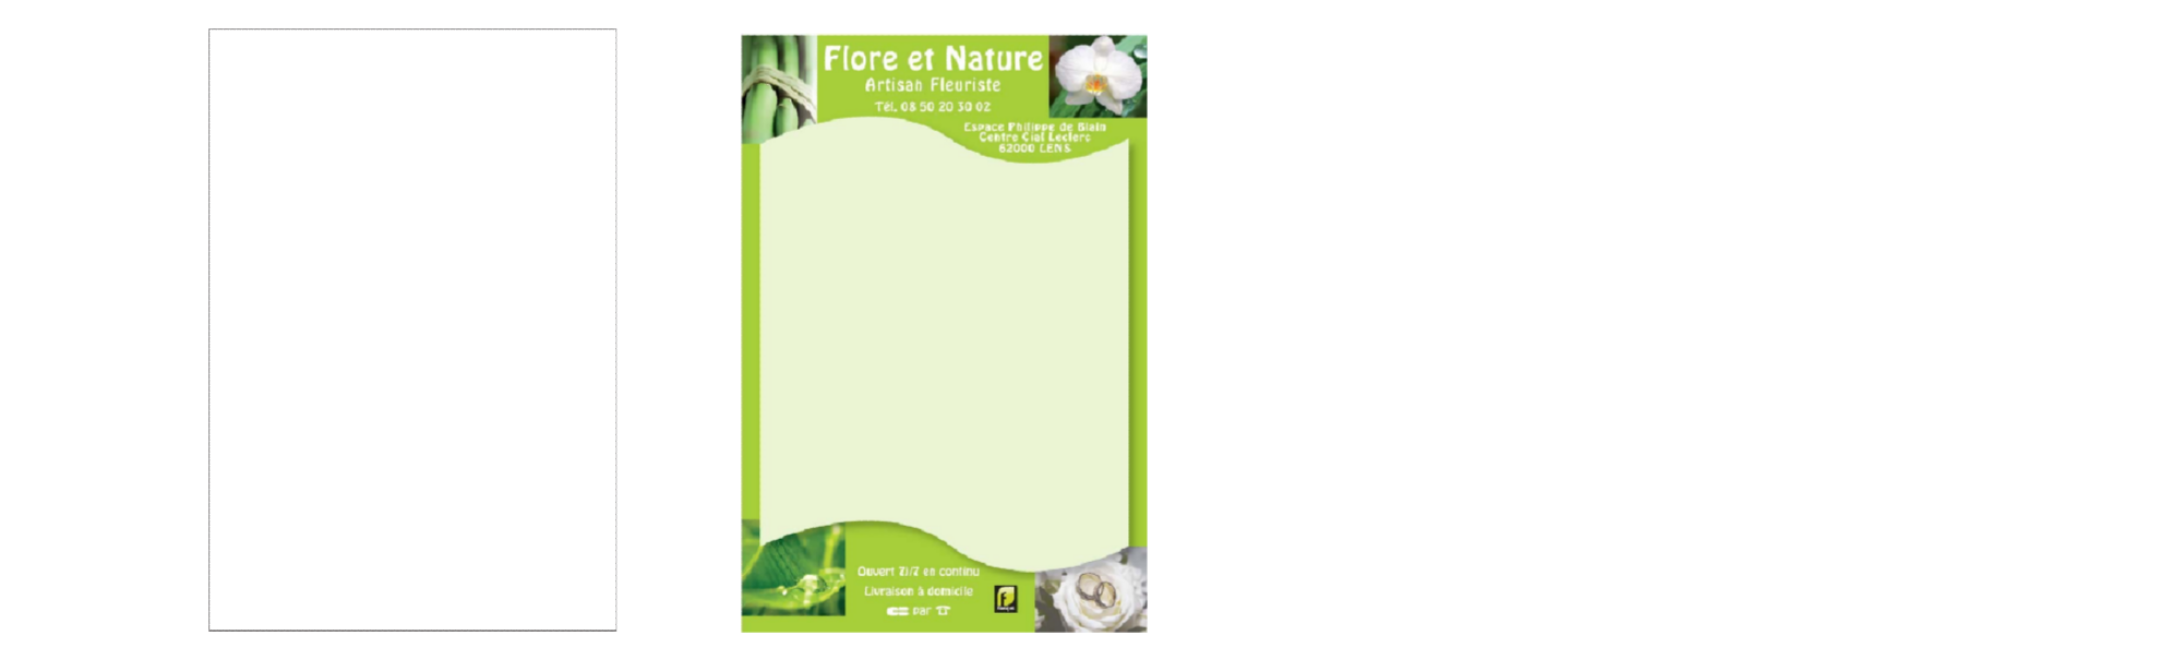 Flore et Nature
Artisan Fleuriste
Tél. 08 50 20 30 02
Espace Philippe de Blain
Centre Cial Leclerc
62000 LENS
Ouvert 7J/7 en continu
Livraison à domicile
par